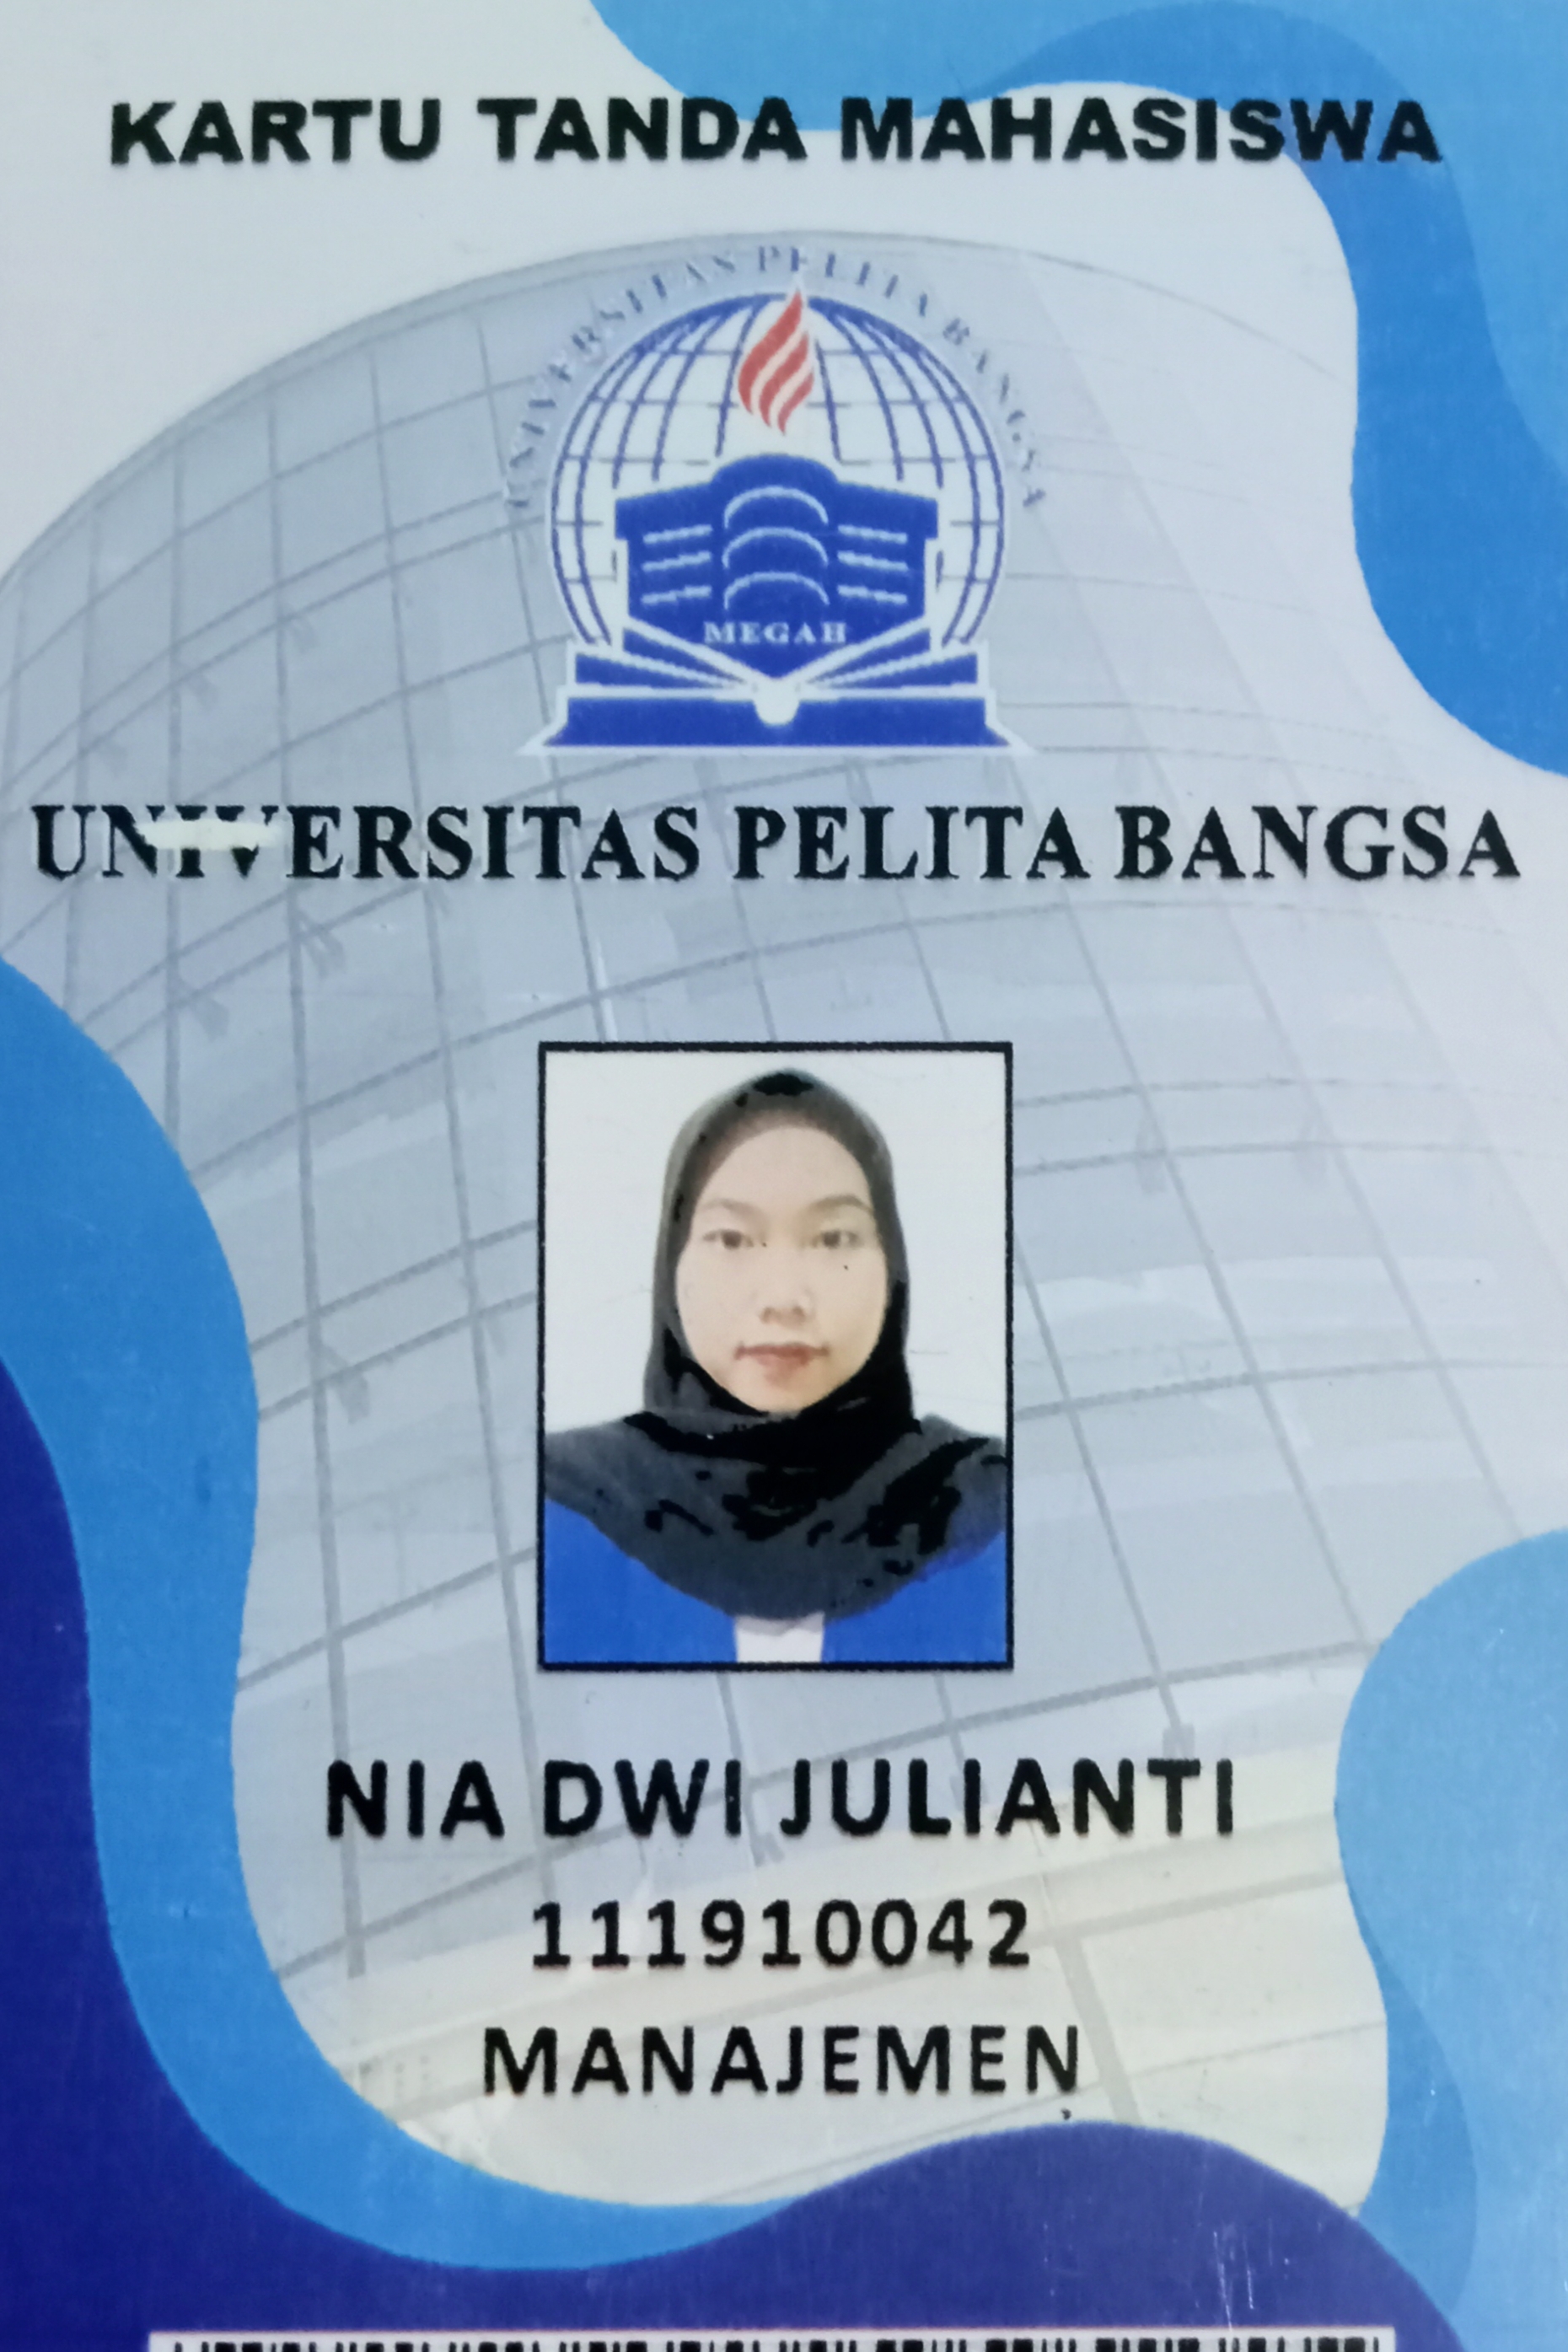 KARTU TANDA MAHASISWA
UNIVERSITAS PELITA BANGSA
MEGAH
UNIVERSITAS PELITA BANGSA
NIA DWI JULIANTI
111910042
MANAJEMEN